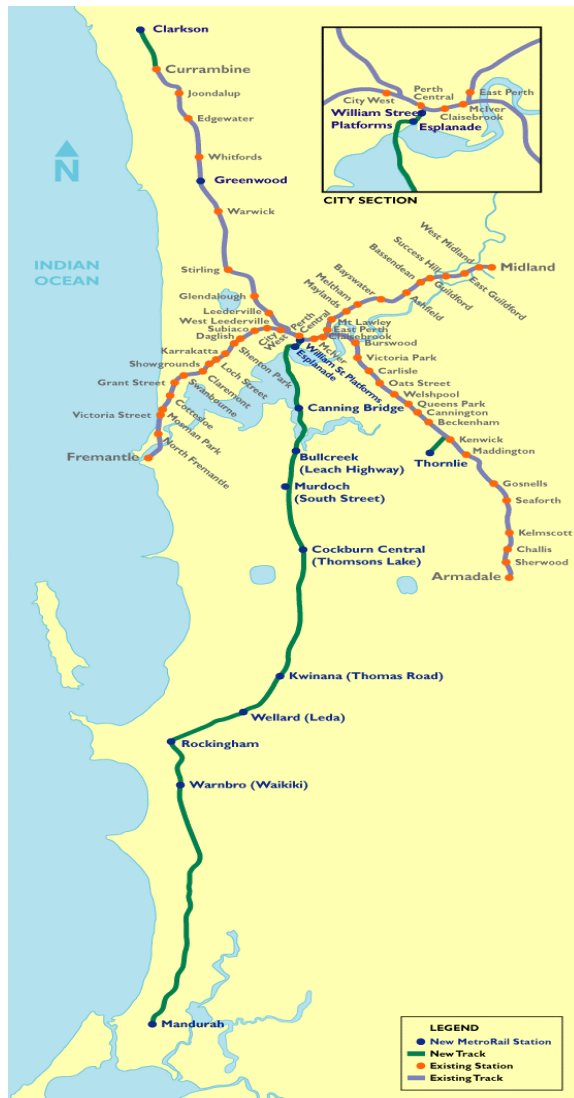 Clarkson
Currambine
Joondalup
Edgewater
Whitfords
Greenwood
Warwick
Stirling
Glendalough
Leederville
West Leederville
Subiaco
Daglish
Karrakatta
Showgrounds
Grant Street
Victoria Street
Fremantle
City
West
Perth
Central
Shenton Park
Loch Street
Claremont
Swanbourne
Cottesloe
Mosman Park
North Fremantle
N
INDIAN
OCEAN
City West
Perth
Central
East Perth
McIver
Claisebrook
William Street
Platforms
Esplanade
CITY SECTION
West Midland
Midland
East Guildford
Success Hill
Guildford
Bassendean
Ashfield
Bayswater
Meltham
Maylands
Mt Lawley
East Perth
Claisebrook
McIver
William St Platforms
Esplanade
Burswood
Victoria Park
Carlisle
Oats Street
Welshpool
Queens Park
Cannington
Beckenham
Kenwick
Maddington
Thornlie
Gosnells
Seaforth
Kelmscott
Challis
Sherwood
Armadale
Canning Bridge
Bullcreek
(Leach Highway)
Murdoch
(South Street)
Cockburn Central
(Thomsons Lake)
Kwinana (Thomas Road)
Wellard (Leda)
Rockingham
Warnbro (Waikiki)
Mandurah
LEGEND
New MetroRail Station
New Track
Existing Station
Existing Track